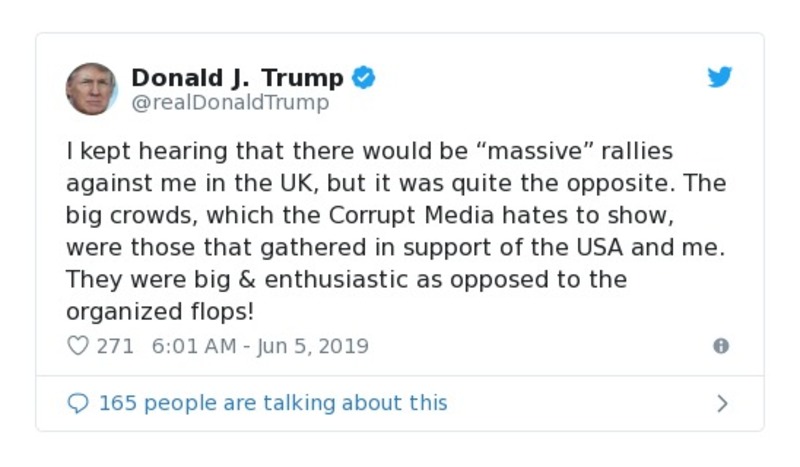 Donald J. Trump
@realDonaldTrump
I kept hearing that there would be “massive” rallies
against me in the UK, but it was quite the opposite. The
big crowds, which the Corrupt Media hates to show,
were those that gathered in support of the USA and me.
They were big & enthusiastic as opposed to the
organized flops!
271 6:01 AM - Jun 5, 2019
165 people are talking about this